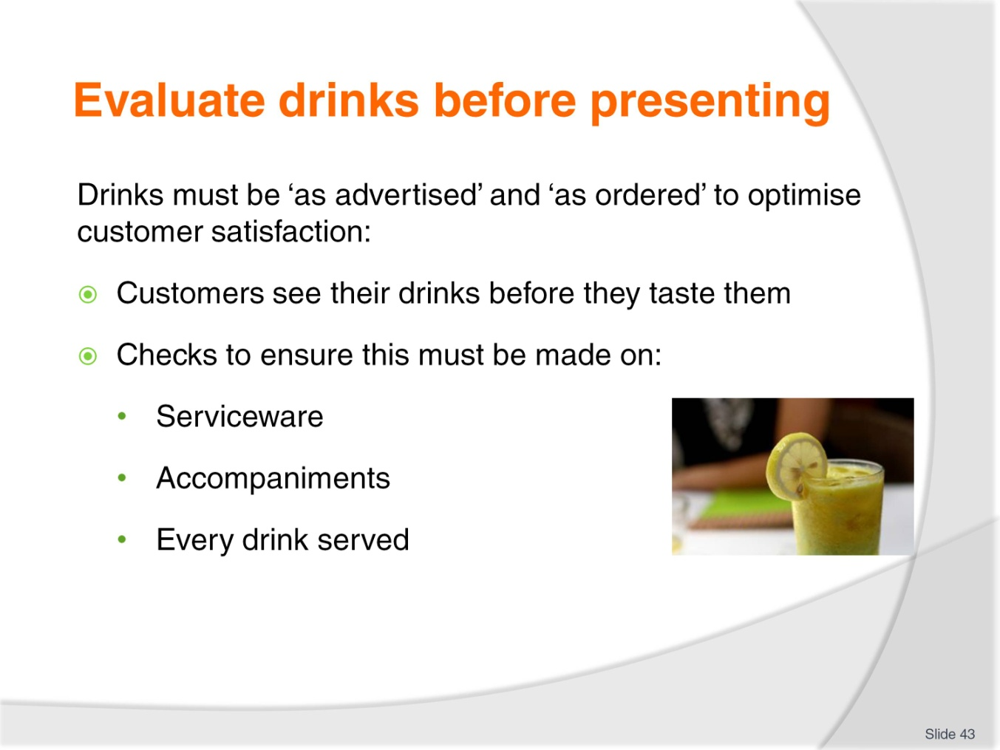 Evaluate drinks before presenting
Drinks must be ‘as advertised’ and ‘as ordered’ to optimise
customer satisfaction:
Customers see their drinks before they taste them
Checks to ensure this must be made on:
• Serviceware
• Accompaniments
• Every drink served
Slide 43